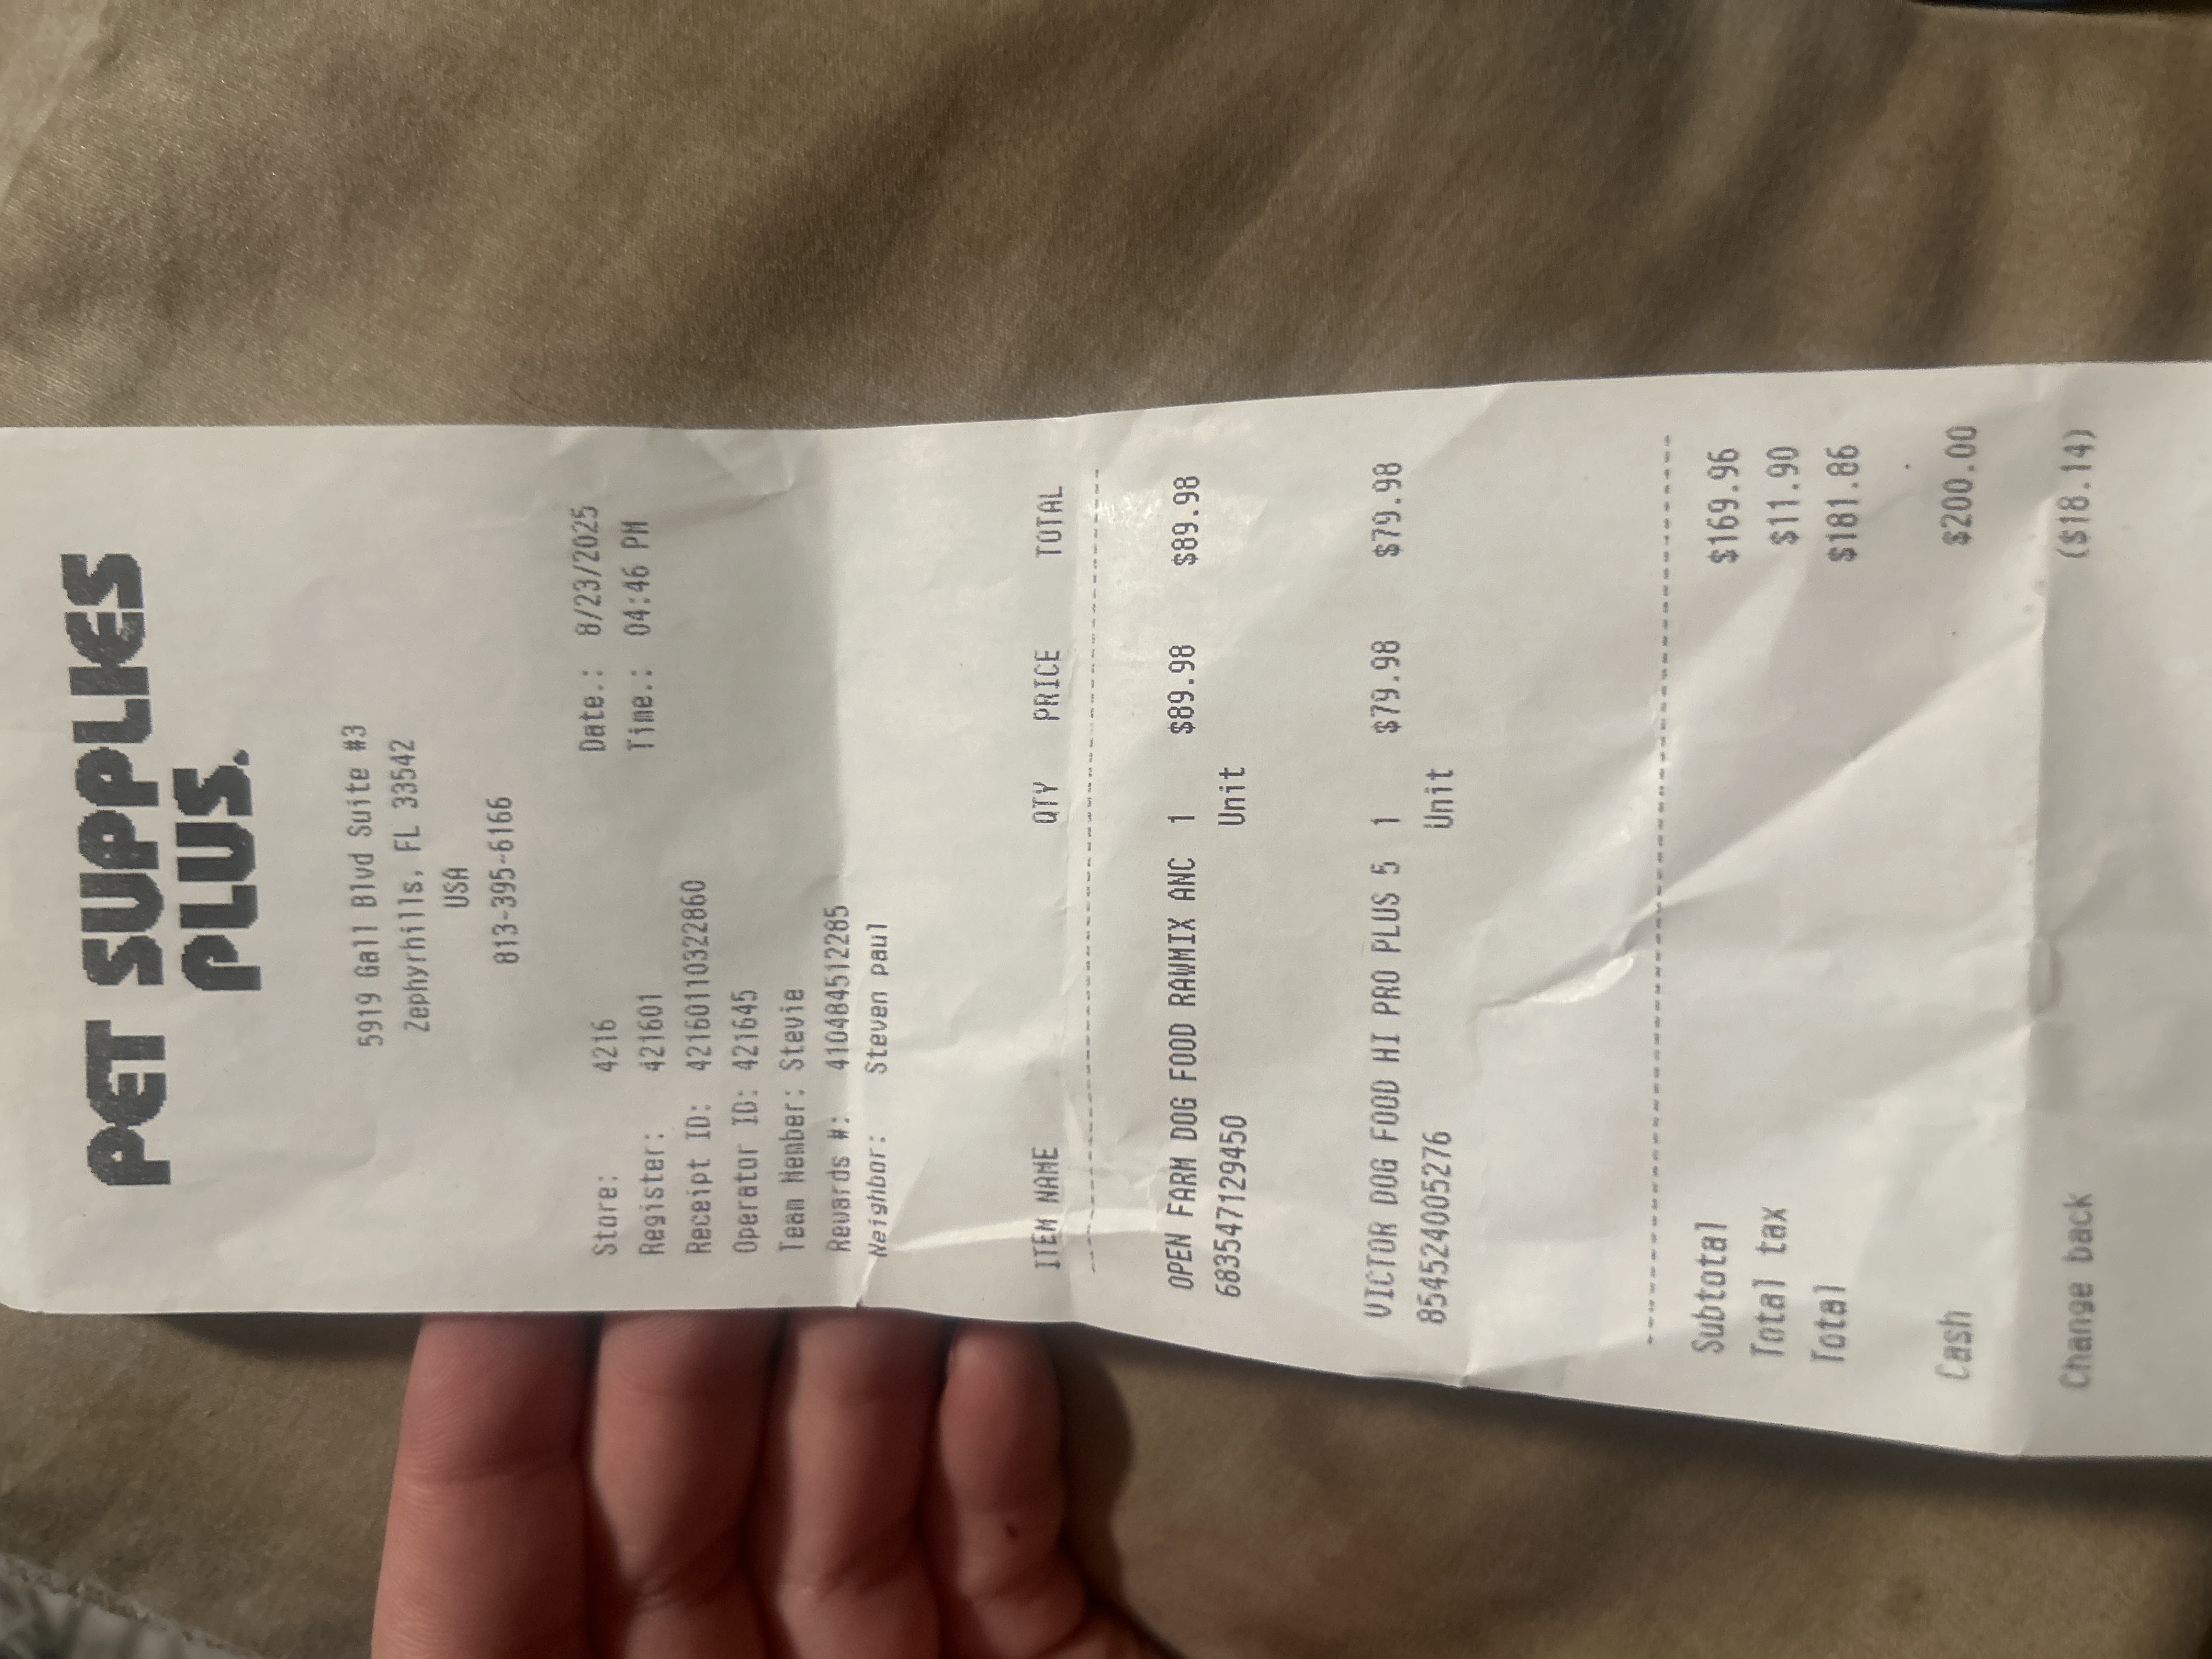 PET SUPPLIES
PLUS.
5919 Gall Blvd Suite #3
Zephyrhills, FL 33542
USA
813-395-6166
Store: 4216 Date.: 8/23/2025
Register: 421601 Time.: 04:46 PM
Receipt ID: 4216011032 2860
Operator ID: 421645
Team Member: Stevie
Rewards #: 4104845512285
Neighbor: Steven paul
ITEM NAME QTY PRICE TOTAL
OPEN FARM DOG FOOD RAWMIX ANC 1 $89.98 $89.98
683547129450 Unit
VICTOR DOG FOOD HI PRO PLUS 5 1 $79.98 $79.98
854524005276 Unit
Subtotal $169.96
Total tax $11.90
Total $181.86
Cash $200.00
Change back ($18.14)